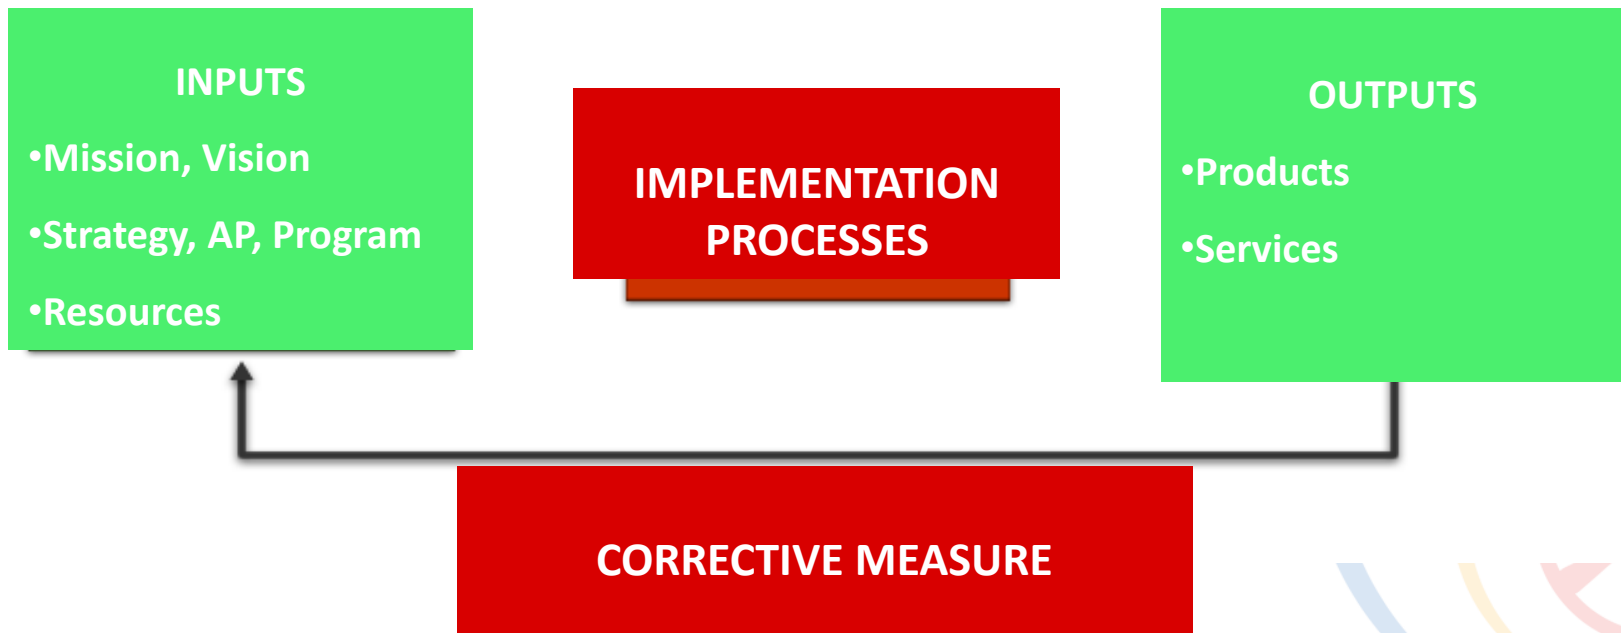 INPUTS
•Mission, Vision
•Strategy, AP, Program
•Resources
IMPLEMENTATION
PROCESSES
OUTPUTS
•Products
•Services
CORRECTIVE MEASURE